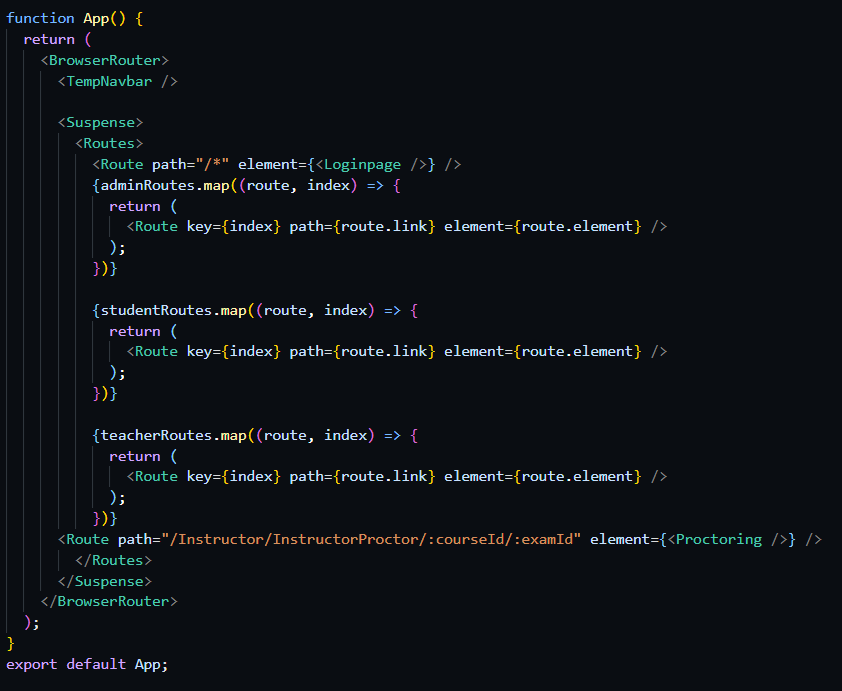 function App() {
  return (
    <BrowserRouter>
      <TempNavbar />

      <Suspense>
        <Routes>
          <Route path="/*" element={<Loginpage />} />
          {adminRoutes.map((route, index) => {
            return (
              <Route key={index} path={route.link} element={route.element} />
            );
          })}

          {studentRoutes.map((route, index) => {
            return (
              <Route key={index} path={route.link} element={route.element} />
            );
          })}

          {teacherRoutes.map((route, index) => {
            return (
              <Route key={index} path={route.link} element={route.element} />
            );
          })}
      <Route path="/Instructor/InstructorProctor/:courseId/:examId" element={<Proctoring />} />
        </Routes>
      </Suspense>
    </BrowserRouter>
  );
}
export default App;